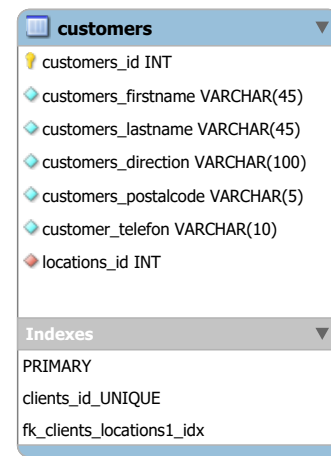 customers
customers_id INT
customers_firstname VARCHAR(45)
customers_lastname VARCHAR(45)
customers_direction VARCHAR(100)
customers_postalcode VARCHAR(5)
customer_telefon VARCHAR(10)
locations_id INT
Indexes
PRIMARY
clients_id_UNIQUE
fk_clients_locations1_idx